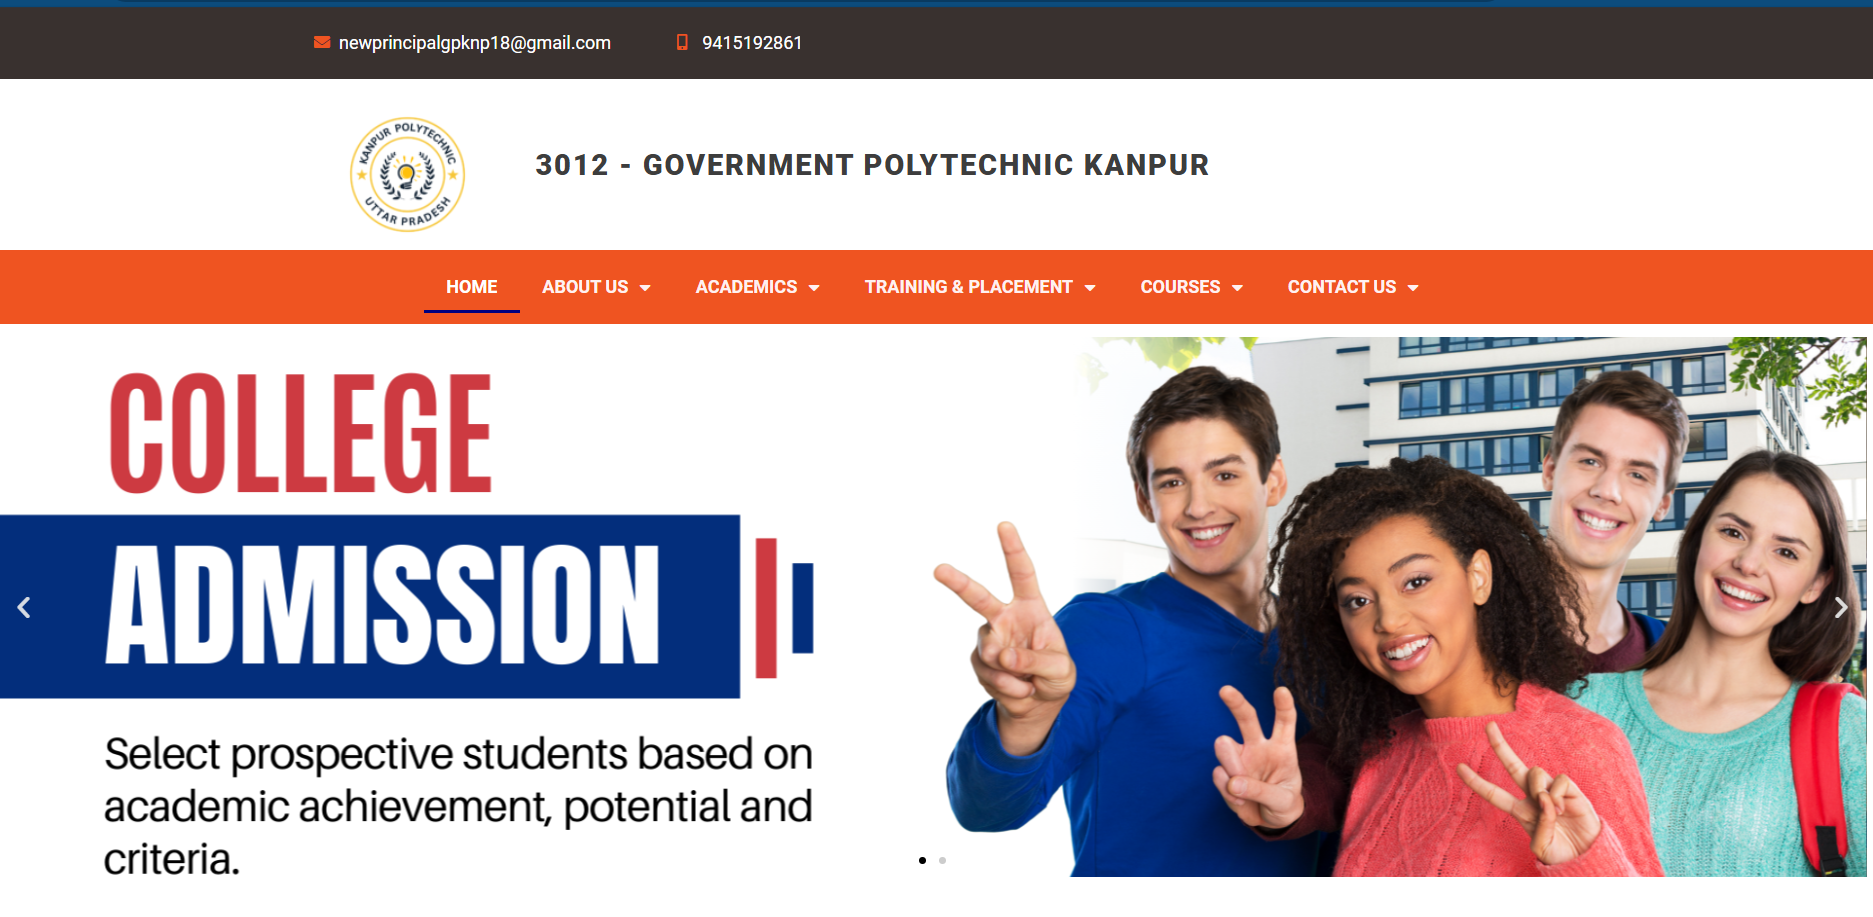 newprincipalgpknp18@gmail.com 9415192861
KANPUR POLYTECHNIC
UTTAR PRADESH
3012 - GOVERNMENT POLYTECHNIC KANPUR
HOME ABOUT US ACADEMICS TRAINING & PLACEMENT COURSES CONTACT US
COLLEGE
ADMISSION
Select prospective students based on
academic achievement, potential and
criteria.